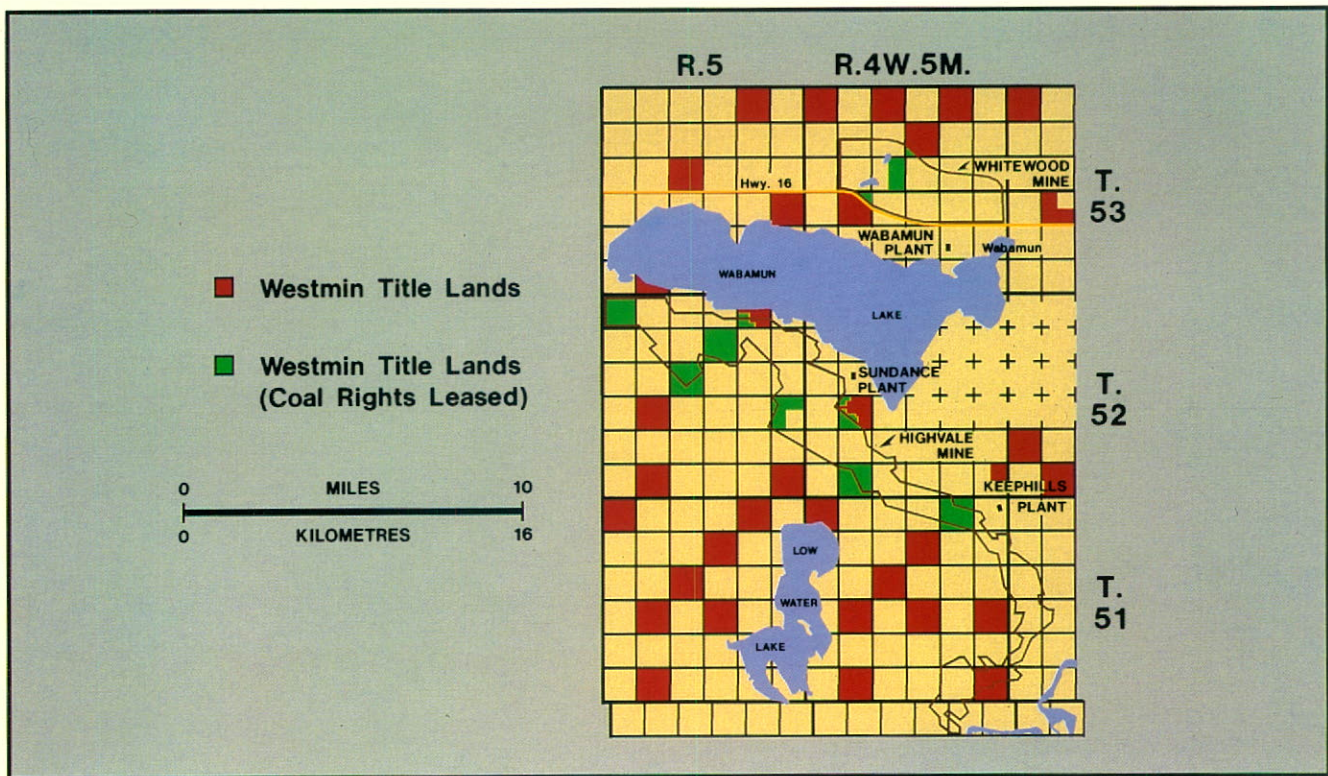 R.5 R.4W.5M.
WHITEWOOD
MINE
T.
53
Hwy. 16
WABAMUN
PLANT
Wabamun
WABAMUN
LAKE
Westmin Title Lands
Westmin Title Lands
(Coal Rights Leased)
SUNDANCE
PLANT
T.
52
HIGHVALE
MINE
0 MILES 10
0 KILOMETRES 16
KEEPHILLS
PLANT
LOW
WATER
LAKE
T.
51